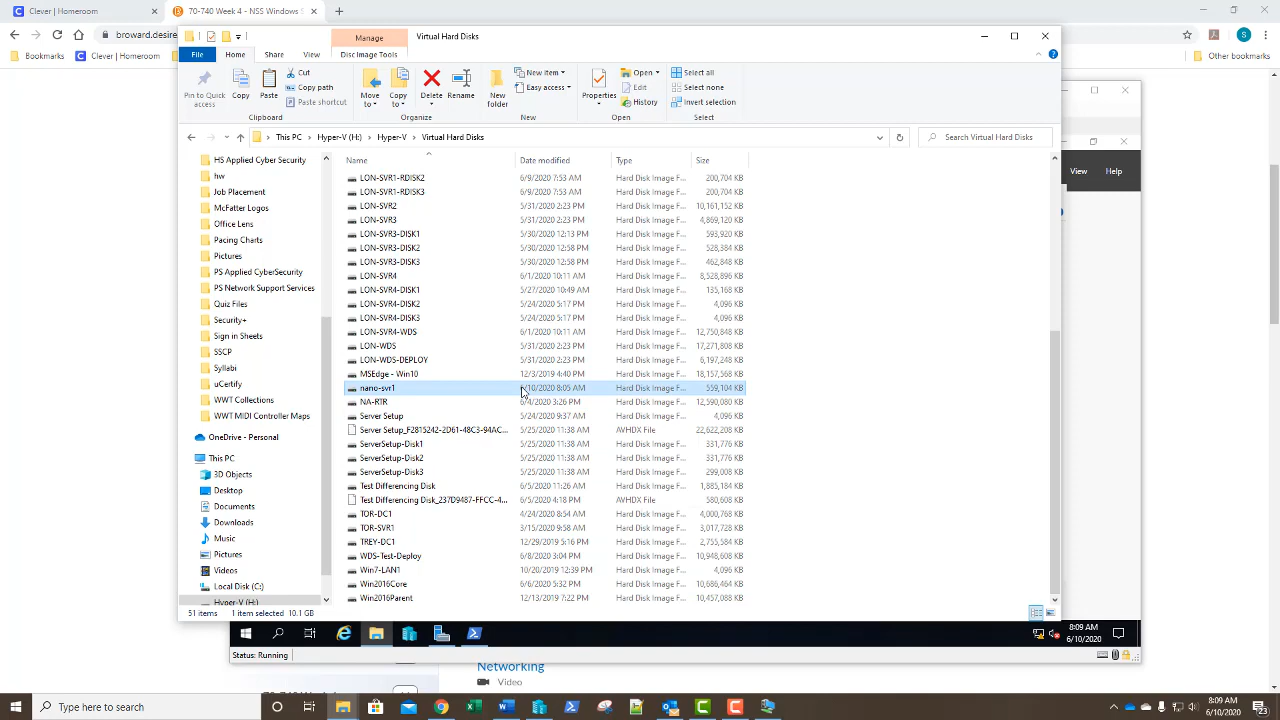 Clever | Homeroom
70-740 Week 4 - NSS Windows S
broward.desire
Bookmarks
Clever | Homeroom
Other bookmarks
Manage
Virtual Hard Disks
File
Home
Share
View
Disc Image Tools
Pin to Quick access
Copy
Paste
Cut
Copy path
Paste shortcut
Move to
Copy to
Delete
Rename
New folder
New item
Easy access
Properties
Open
Edit
History
Select all
Select none
Invert selection
Clipboard
Organize
New
Open
Select
This PC > Hyper-V (H:) > Hyper-V > Virtual Hard Disks
Search Virtual Hard Disks
View
Help
HS Applied Cyber Security
hw
Job Placement
McFatter Logos
Office Lens
Pacing Charts
Pictures
PS Applied CyberSecurity
PS Network Support Services
Quiz Files
Security+
Sign in Sheets
SSCP
Syllabi
uCertify
WWT Collections
WWT MIDI Controller Maps
OneDrive - Personal
This PC
3D Objects
Desktop
Documents
Downloads
Music
Pictures
Videos
Local Disk (C:)
Hyper-V (H:)
Name Date modified Type Size
LON-SVR1-RDISK2 6/9/2020 7:53 AM Hard Disk Image F... 200,704 KB
LON-SVR1-RDISK3 6/9/2020 7:53 AM Hard Disk Image F... 200,704 KB
LON-SVR2 5/31/2020 2:23 PM Hard Disk Image F... 10,161,152 KB
LON-SVR3 5/31/2020 2:23 PM Hard Disk Image F... 4,869,120 KB
LON-SVR3-DISK1 5/30/2020 12:13 PM Hard Disk Image F... 593,920 KB
LON-SVR3-DISK2 5/30/2020 12:58 PM Hard Disk Image F... 528,384 KB
LON-SVR3-DISK3 5/30/2020 12:58 PM Hard Disk Image F... 462,848 KB
LON-SVR4 6/1/2020 10:11 AM Hard Disk Image F... 8,528,896 KB
LON-SVR4-DISK1 5/27/2020 10:49 AM Hard Disk Image F... 135,168 KB
LON-SVR4-DISK2 5/24/2020 5:17 PM Hard Disk Image F... 4,096 KB
LON-SVR4-DISK3 5/24/2020 5:17 PM Hard Disk Image F... 4,096 KB
LON-SVR4-WDS 6/1/2020 10:11 AM Hard Disk Image F... 12,750,848 KB
LON-WDS 5/31/2020 2:23 PM Hard Disk Image F... 17,271,808 KB
LON-WDS-DEPLOY 5/31/2020 2:23 PM Hard Disk Image F... 6,197,248 KB
MSEdge - Win10 12/3/2019 4:40 PM Hard Disk Image F... 18,157,568 KB
nano-svr1 /10/2020 8:05 AM Hard Disk Image F... 559,104 KB
NA-RTR 6/4/2020 3:26 PM Hard Disk Image F... 12,590,080 KB
Server Setup 5/24/2020 9:37 AM Hard Disk Image F... 4,096 KB
Server Setup_F2815242-2D61-48C3-94AC... 5/25/2020 11:38 AM AVHDX File 22,622,208 KB
ServerSetup-Disk1 5/25/2020 11:38 AM Hard Disk Image F... 331,776 KB
ServerSetup-Disk2 5/25/2020 11:38 AM Hard Disk Image F... 331,776 KB
ServerSetup-Disk3 5/25/2020 11:38 AM Hard Disk Image F... 299,008 KB
Test Differencing Disk 6/5/2020 11:26 AM Hard Disk Image F... 1,885,184 KB
Test Differencing Disk_237D9487-FFCC-4... 6/5/2020 4:18 PM AVHDX File 580,608 KB
TOR-DC1 4/24/2020 8:54 AM Hard Disk Image F... 4,000,768 KB
TOR-SVR1 3/15/2020 9:58 AM Hard Disk Image F... 3,017,728 KB
TREY-DC1 12/29/2019 5:16 PM Hard Disk Image F... 2,755,584 KB
WDS-Test-Deploy 6/8/2020 3:04 PM Hard Disk Image F... 10,948,608 KB
Win7-LAN1 10/20/2019 12:39 PM Hard Disk Image F... 4,096 KB
Win2016Core 6/6/2020 5:32 PM Hard Disk Image F... 10,686,464 KB
Win2016Parent 12/13/2019 7:22 PM Hard Disk Image F... 10,457,088 KB
51 items 1 item selected 10.1 GB
8:09 AM
6/10/2020
Status: Running
Networking
Video
Type here to search
8:09 AM
6/10/2020
23